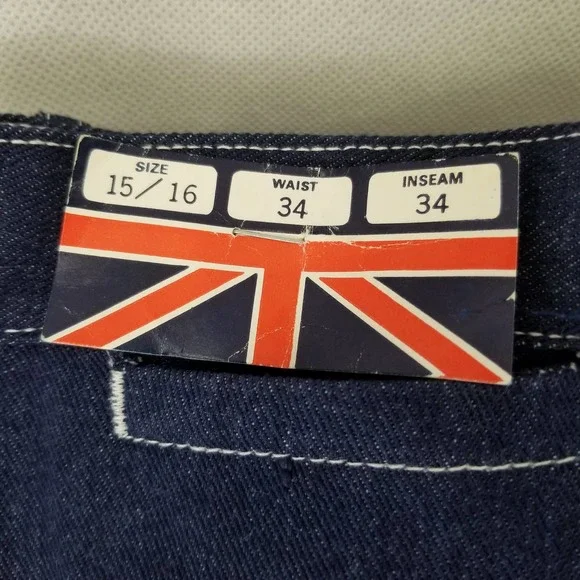 SIZE
15/16
WAIST
34
INSEAM
34